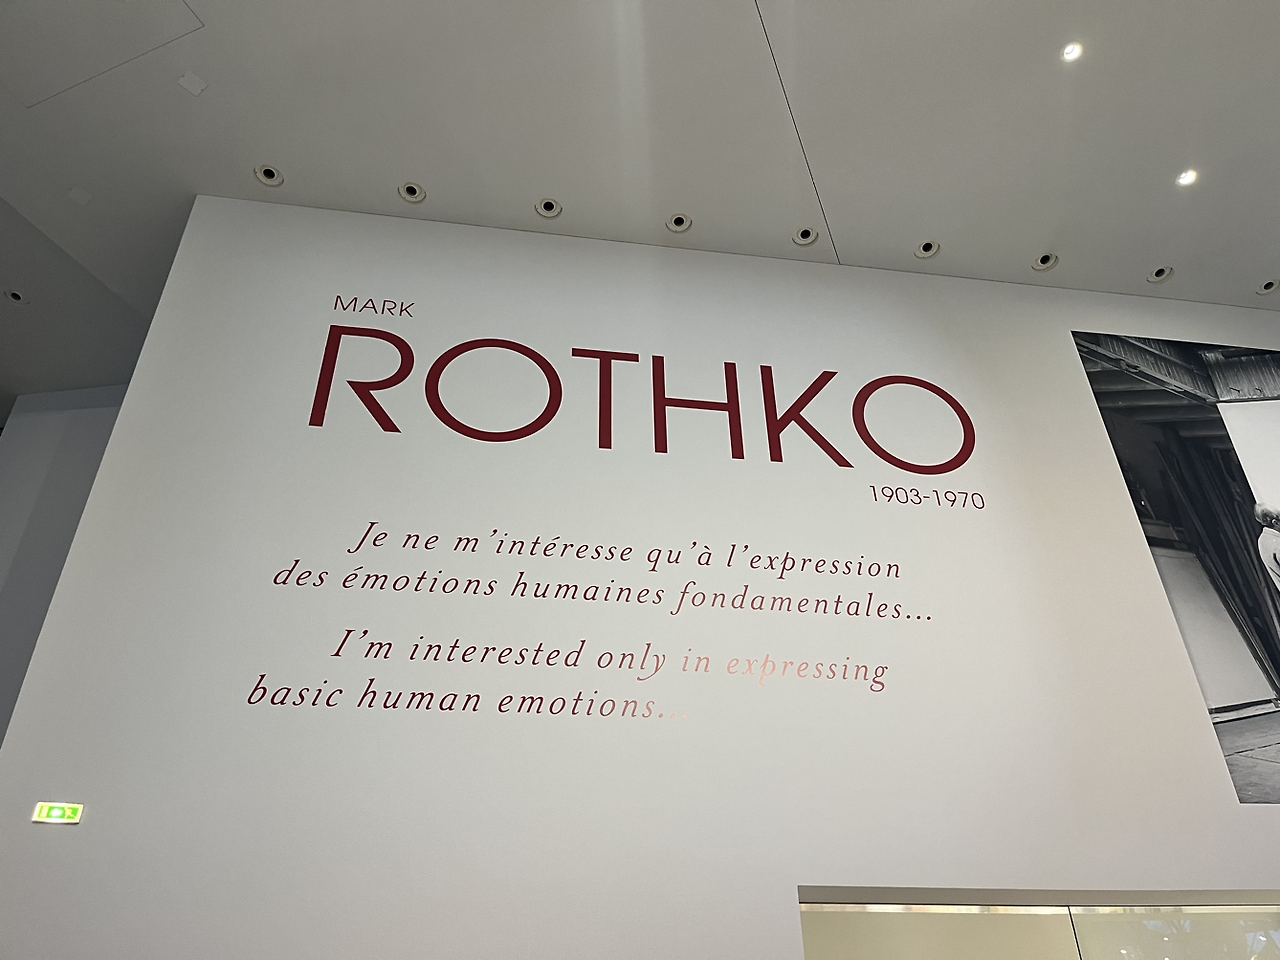 MARK
ROTHKO
1903-1970
Je ne m’intéresse qu’à l’expression
des émotions humaines fondamentales...
I’m interested only in expressing
basic human emotions...